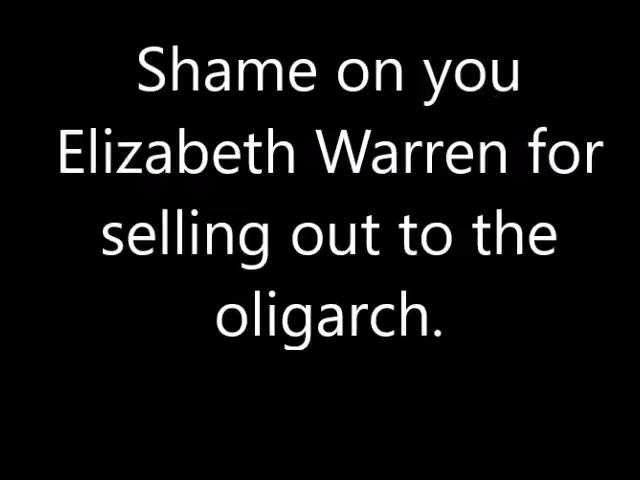 Shame on you
Elizabeth Warren for
selling out to the
oligarch.